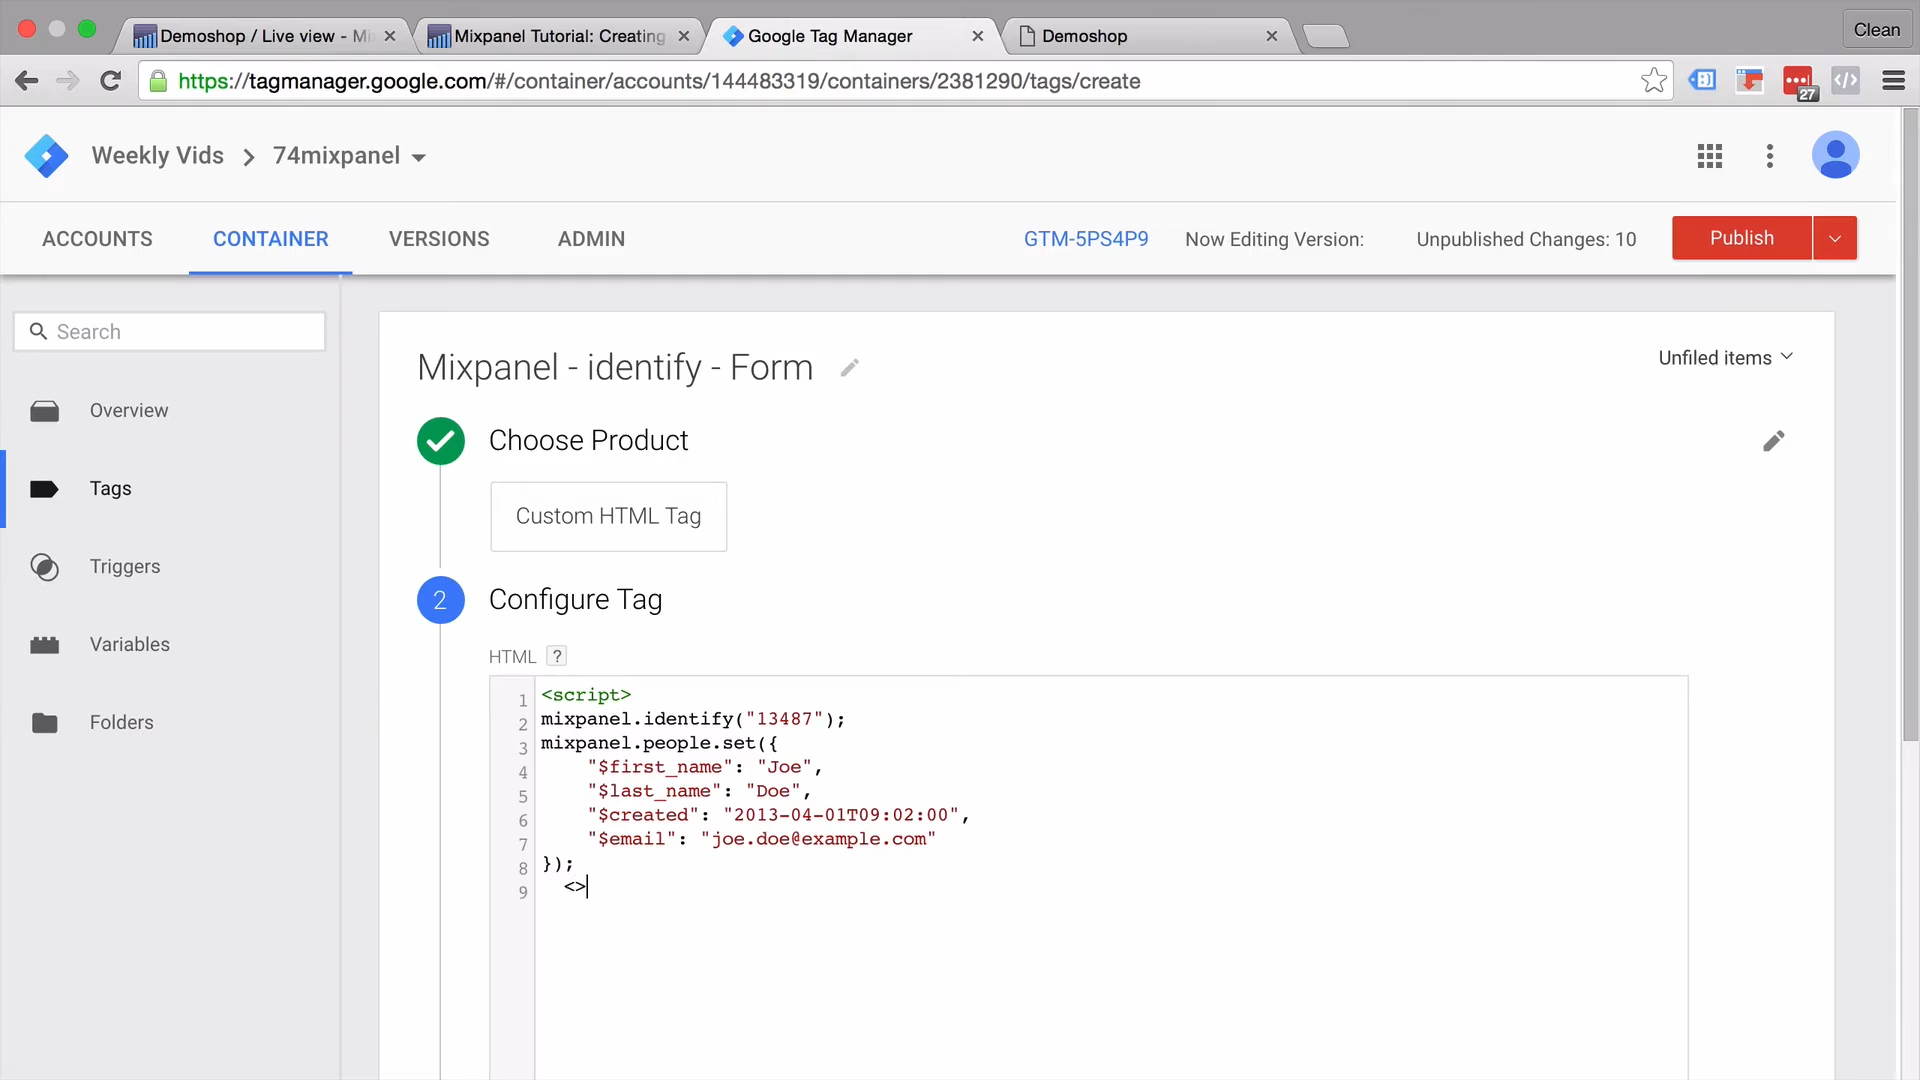 Demoshop / Live view - Mi
Mixpanel Tutorial: Creating
Google Tag Manager
Demoshop
Clean
https://tagmanager.google.com/#/container/accounts/144483319/containers/2381290/tags/create
27
Weekly Vids > 74mixpanel
ACCOUNTS
CONTAINER
VERSIONS
ADMIN
GTM-5PS4P9
Now Editing Version:
Unpublished Changes: 10
Publish
Search
Overview
Tags
Triggers
Variables
Folders
Mixpanel - identify - Form
Unfiled items
Choose Product
Custom HTML Tag
2 Configure Tag
HTML ?
1 <script>
2 mixpanel.identify("13487");
3 mixpanel.people.set({
4 "$first_name": "Joe",
5 "$last_name": "Doe",
6 "$created": "2013-04-01T09:02:00",
7 "$email": "joe.doe@example.com"
8 });
9 <>